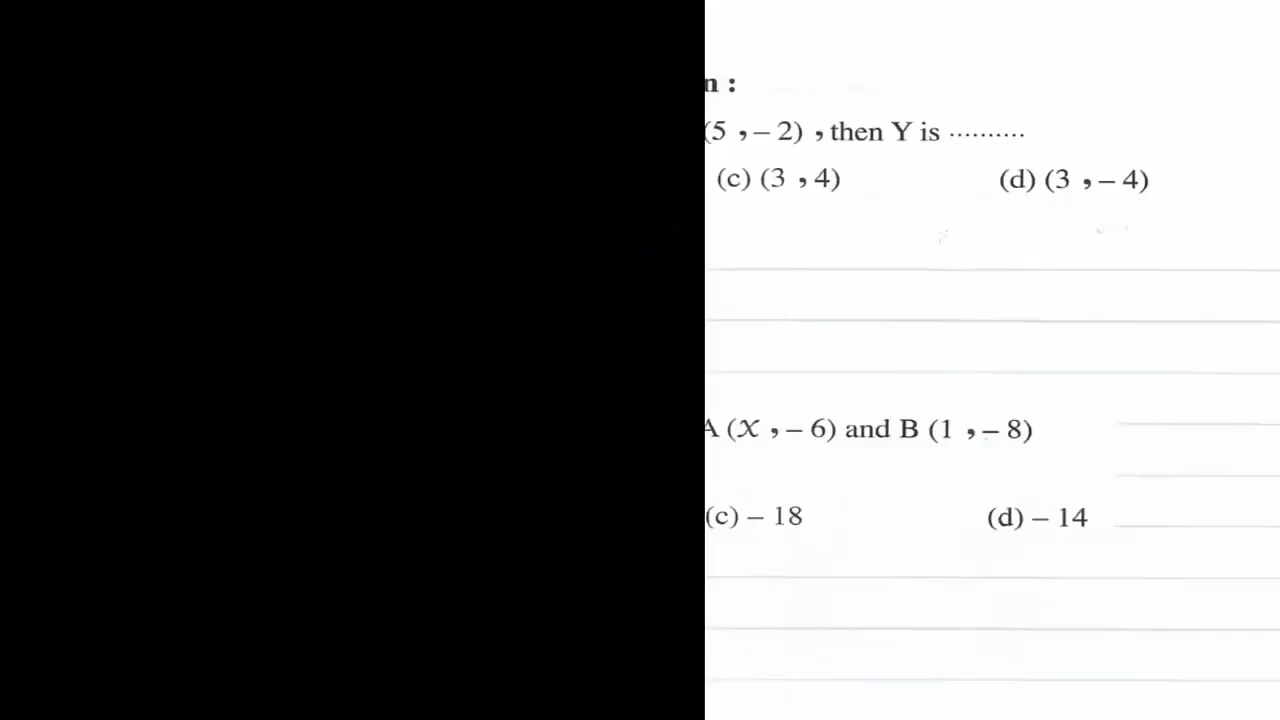 n :
(5 , – 2) , then Y is ··········
(c) (3 , 4) (d) (3 , – 4)
A (X , – 6) and B (1 , – 8)
(c) – 18 (d) – 14